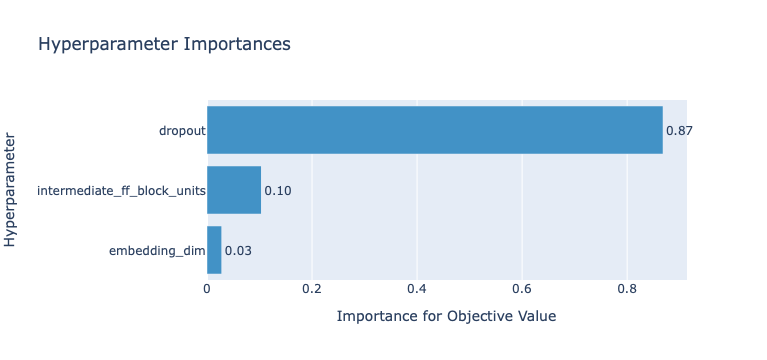 Hyperparameter Importances
Hyperparameter
dropout
0.87
intermediate_ff_block_units
0.10
embedding_dim
0.03
0 0.2 0.4 0.6 0.8
Importance for Objective Value